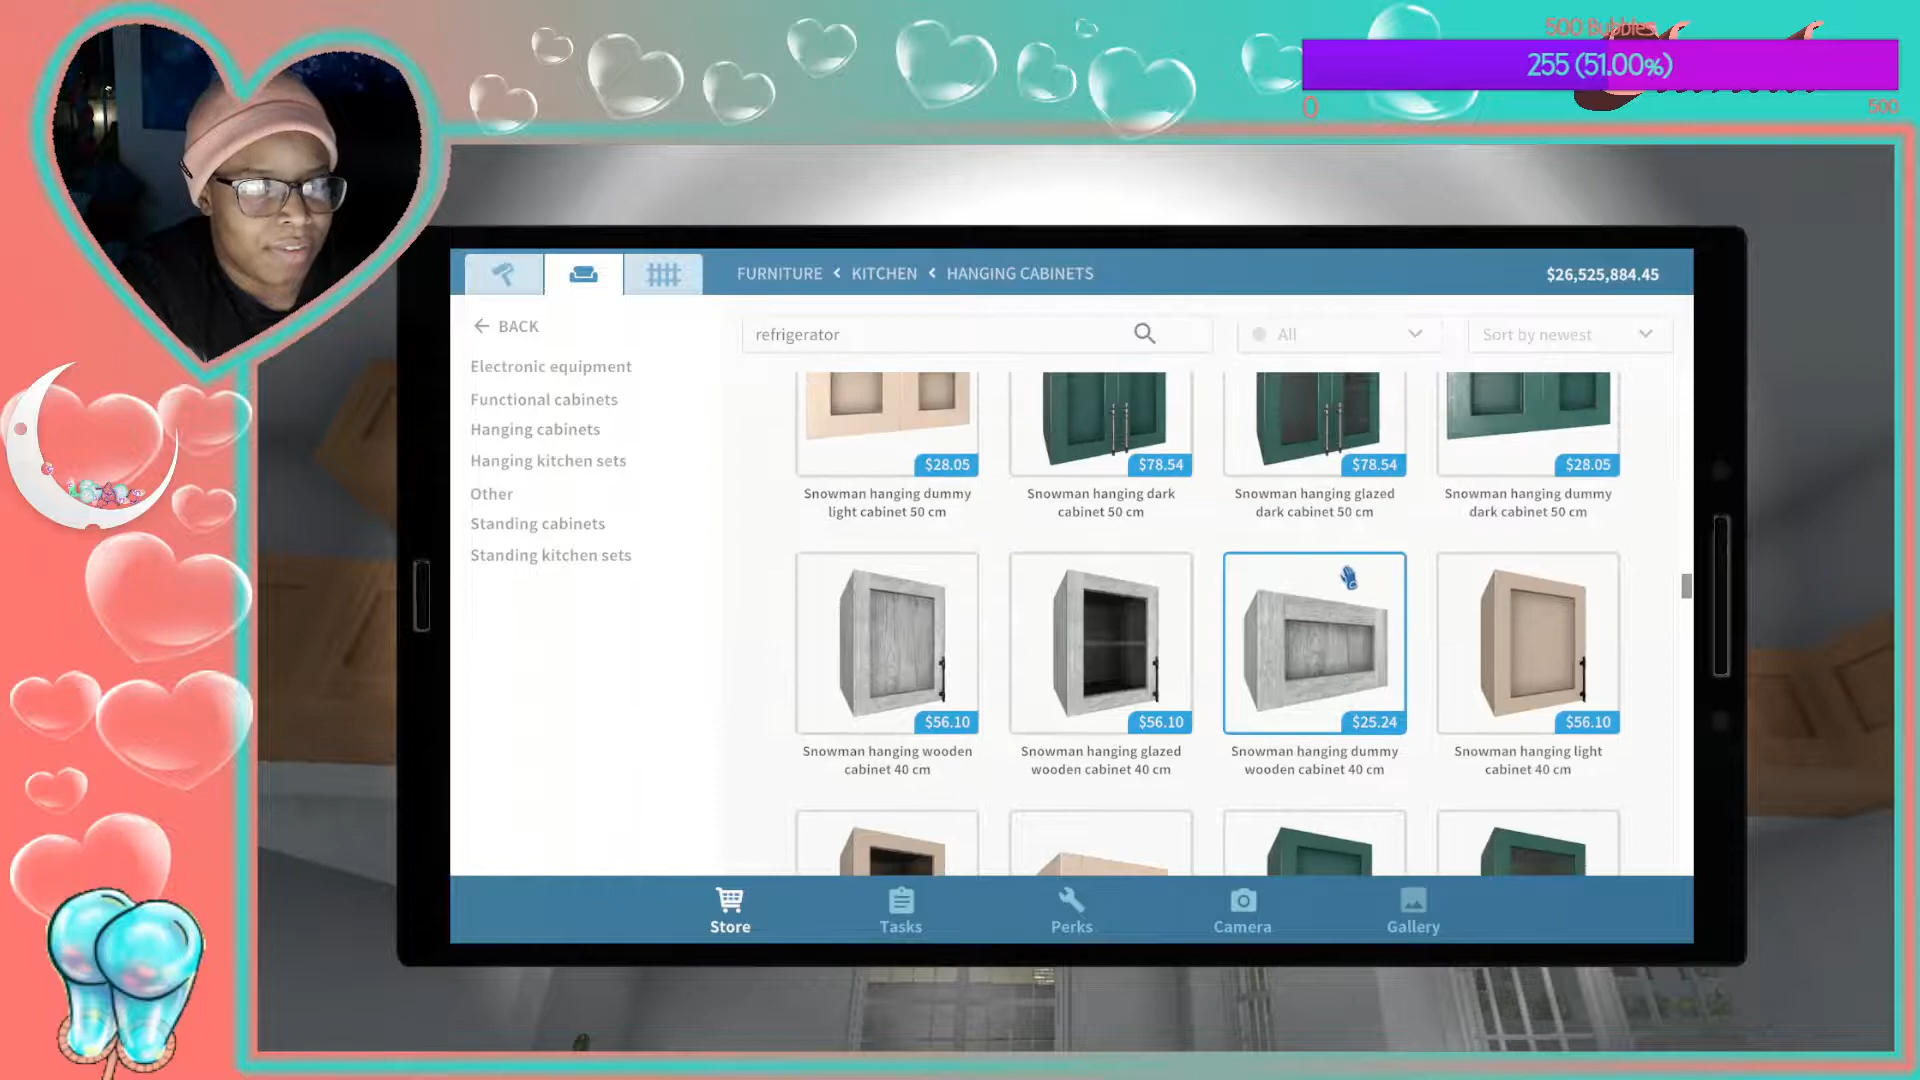 500 Bubbles
255 (51.00%)
0
500
FURNITURE < KITCHEN < HANGING CABINETS
$26,525,884.45
BACK
refrigerator
All
Sort by newest
Electronic equipment
Functional cabinets
Hanging cabinets
Hanging kitchen sets
Other
Standing cabinets
Standing kitchen sets
$28.05
$78.54
$78.54
$28.05
Snowman hanging dummy
light cabinet 50 cm
Snowman hanging dark
cabinet 50 cm
Snowman hanging glazed
dark cabinet 50 cm
Snowman hanging dummy
dark cabinet 50 cm
$56.10
$56.10
$25.24
$56.10
Snowman hanging wooden
cabinet 40 cm
Snowman hanging glazed
wooden cabinet 40 cm
Snowman hanging dummy
wooden cabinet 40 cm
Snowman hanging light
cabinet 40 cm
Store
Tasks
Perks
Camera
Gallery